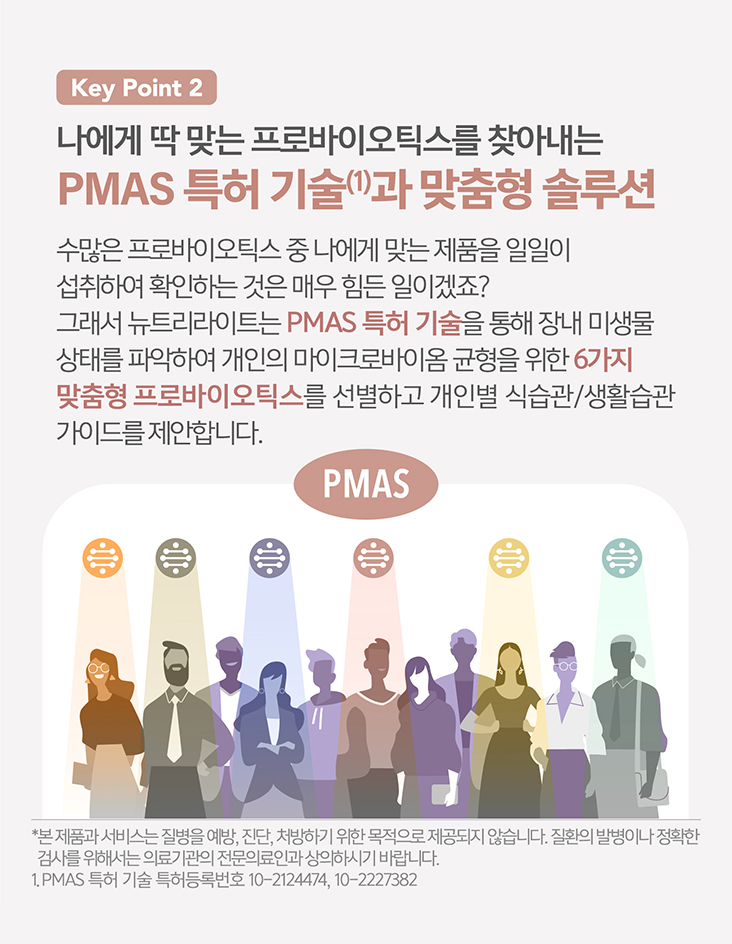 Key Point 2
나에게 딱 맞는 프로바이오틱스를 찾아내는
PMAS 특허 기술(1)과 맞춤형 솔루션
수많은 프로바이오틱스 중 나에게 맞는 제품을 일일이
섭취하여 확인하는 것은 매우 힘든 일이겠죠?
그래서 뉴트리라이트는 PMAS 특허 기술을 통해 장내 미생물
상태를 파악하여 개인의 마이크로바이옴 균형을 위한 6가지
맞춤형 프로바이오틱스를 선별하고 개인별 식습관/생활습관
가이드를 제안합니다.
PMAS
*본 제품과 서비스는 질병을 예방, 진단, 처방하기 위한 목적으로 제공되지 않습니다. 질환의 발병이나 정확한
검사를 위해서는 의료기관의 전문의료인과 상의하시기 바랍니다.
1. PMAS 특허 기술 특허등록번호 10-2124474, 10-2227382